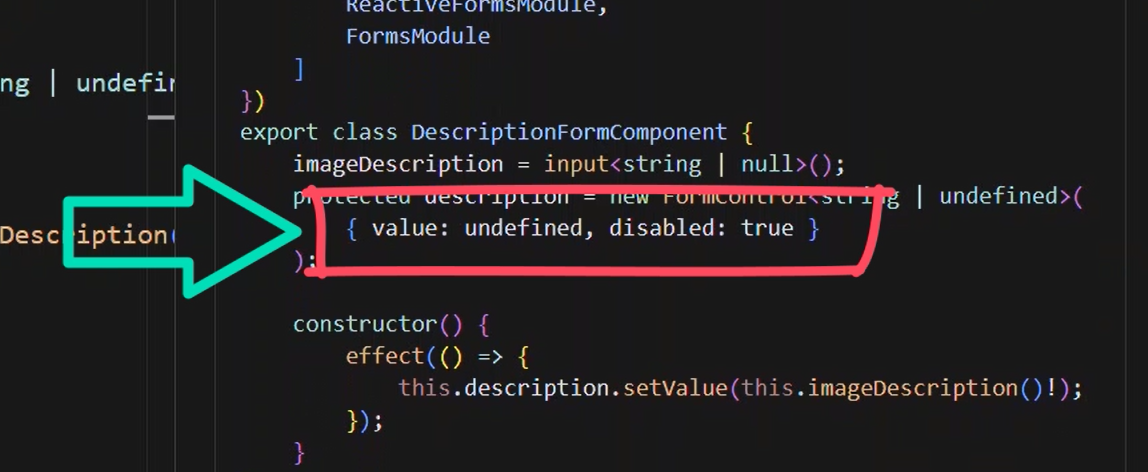 ReactiveFormsModule,
FormsModule
]
})
export class DescriptionFormComponent {
imageDescription = input<string | null>();
protected description = new FormControl<string | undefined>(
{ value: undefined, disabled: true }
);
constructor() {
effect(() => {
this.description.setValue(this.imageDescription()!);
});
}
ng | undefin
Description(